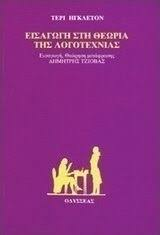 ΤΕΡΙ ΗΓΚΛΕΤΟΝ
ΕΙΣΑΓΩΓΗ ΣΤΗ ΘΕΩΡΙΑ
ΤΗΣ ΛΟΓΟΤΕΧΝΙΑΣ
Εισαγωγή, Θεώρηση μετάφρασης
ΔΗΜΗΤΡΗΣ ΤΖΙΟΒΑΣ
ΟΔΥΣΣΕΑΣ